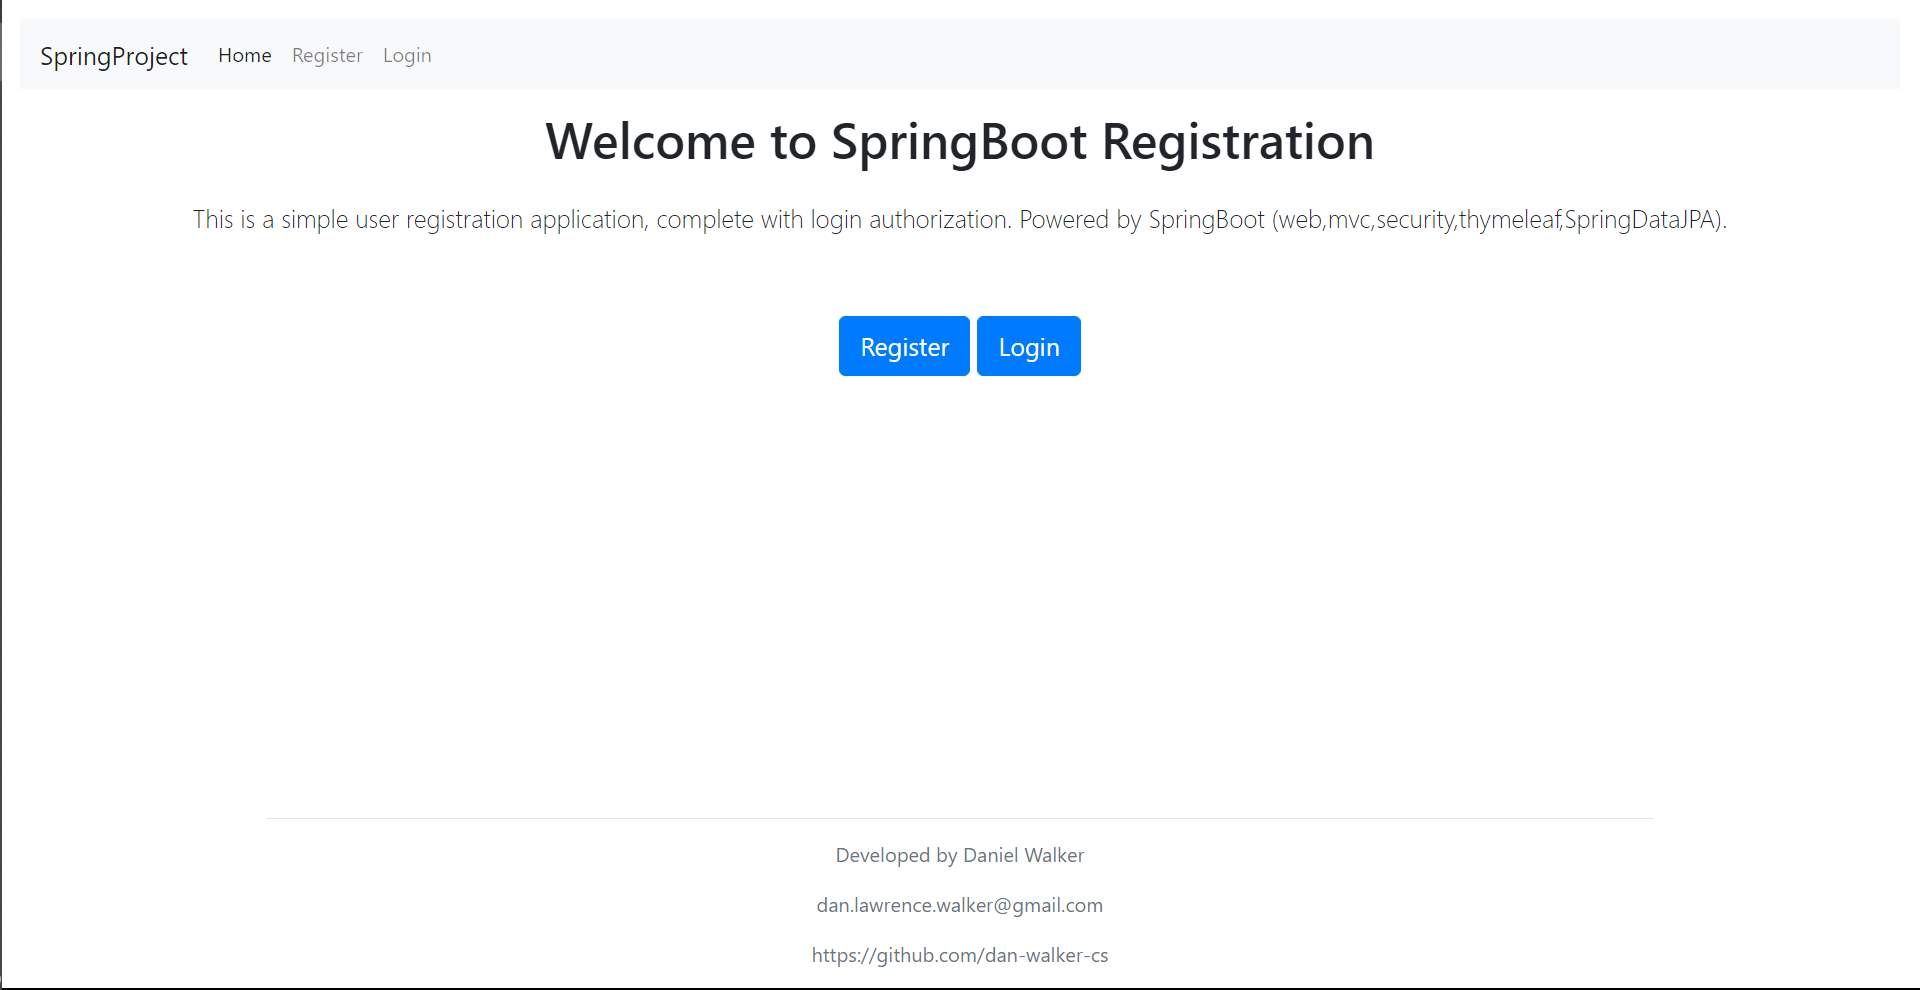 SpringProject Home Register Login
Welcome to SpringBoot Registration
This is a simple user registration application, complete with login authorization. Powered by SpringBoot (web,mvc,security,thymeleaf,SpringDataJPA).
Register Login
Developed by Daniel Walker
dan.lawrence.walker@gmail.com
https://github.com/dan-walker-cs